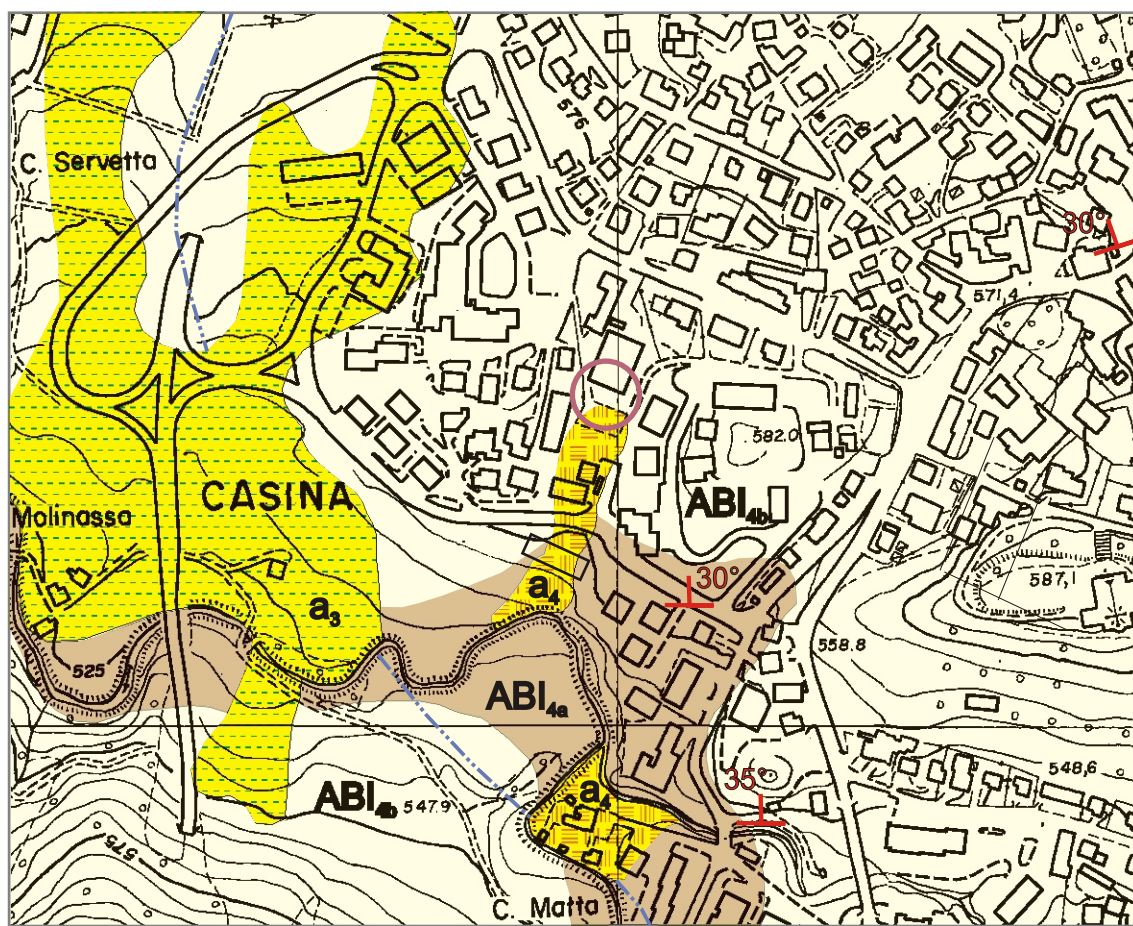 576
C. Servetta
30°
571,4
582.0
CASINA
ABI4b
Molinassa
30°
587,1
a4
a3
558.8
525
ABI4a
35°
548,6
a4
ABI4b 547.9
575
C. Matta